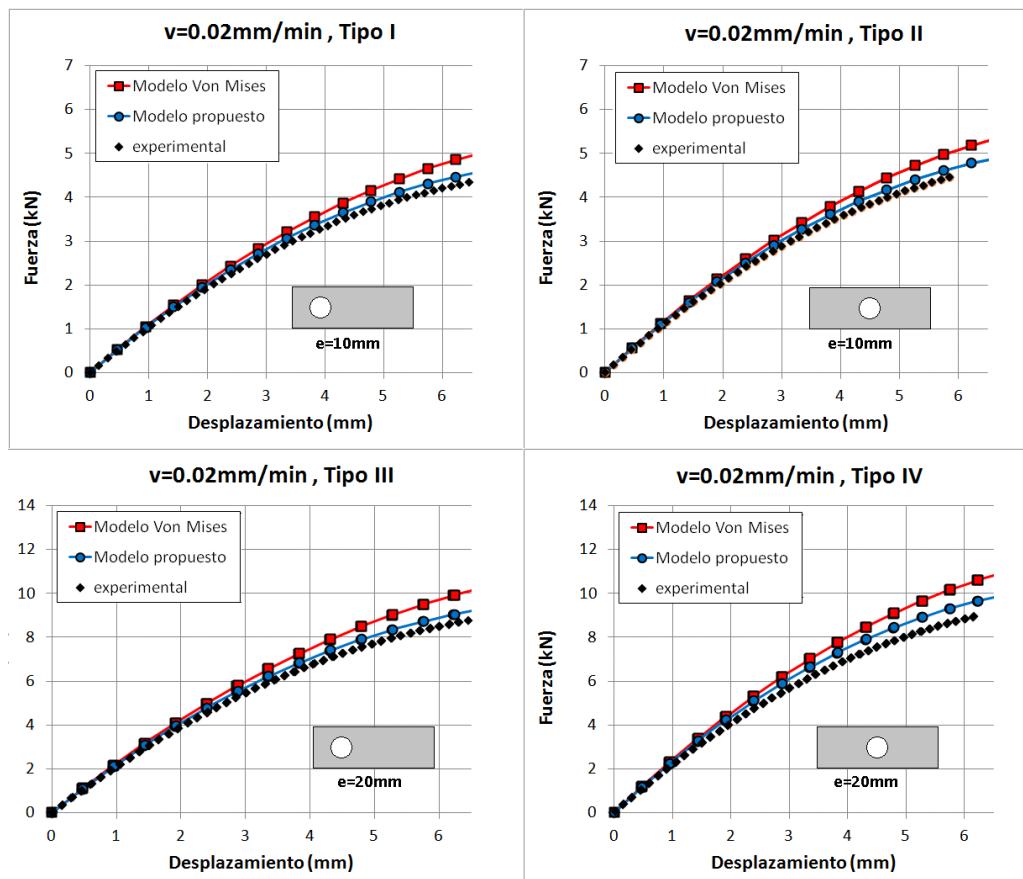 v=0.02mm/min , Tipo I
7
6
5
4
3
2
1
0
Fuerza (kN)
Modelo Von Mises
Modelo propuesto
experimental
e=10mm
0 1 2 3 4 5 6
Desplazamiento (mm)
v=0.02mm/min , Tipo II
7
6
5
4
3
2
1
0
Fuerza (kN)
Modelo Von Mises
Modelo propuesto
experimental
e=10mm
0 1 2 3 4 5 6
Desplazamiento (mm)
v=0.02mm/min , Tipo III
14
12
10
8
6
4
2
0
Modelo Von Mises
Modelo propuesto
experimental
e=20mm
0 1 2 3 4 5 6
Desplazamiento (mm)
v=0.02mm/min , Tipo IV
14
12
10
8
6
4
2
0
Fuerza (kN)
Modelo Von Mises
Modelo propuesto
experimental
e=20mm
0 1 2 3 4 5 6
Desplazamiento (mm)